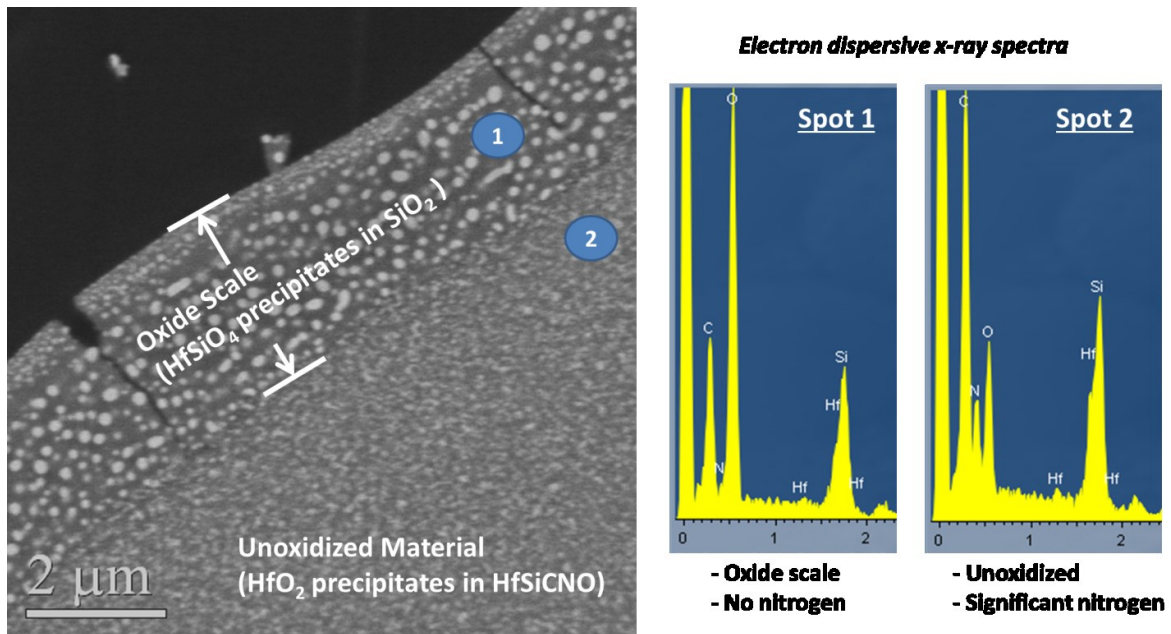 1
2
Oxide Scale
(HfSiO₄ precipitates in SiO₂)
Unoxidized Material
(HfO₂ precipitates in HfSiCNO)
2 μm
Electron dispersive x-ray spectra
Spot 1
O
C
N
Si
Hf
Hf
Hf
0 1 2
- Oxide scale
- No nitrogen
Spot 2
C
O
N
Si
Hf
Hf
Hf
0 1 2
- Unoxidized
- Significant nitrogen